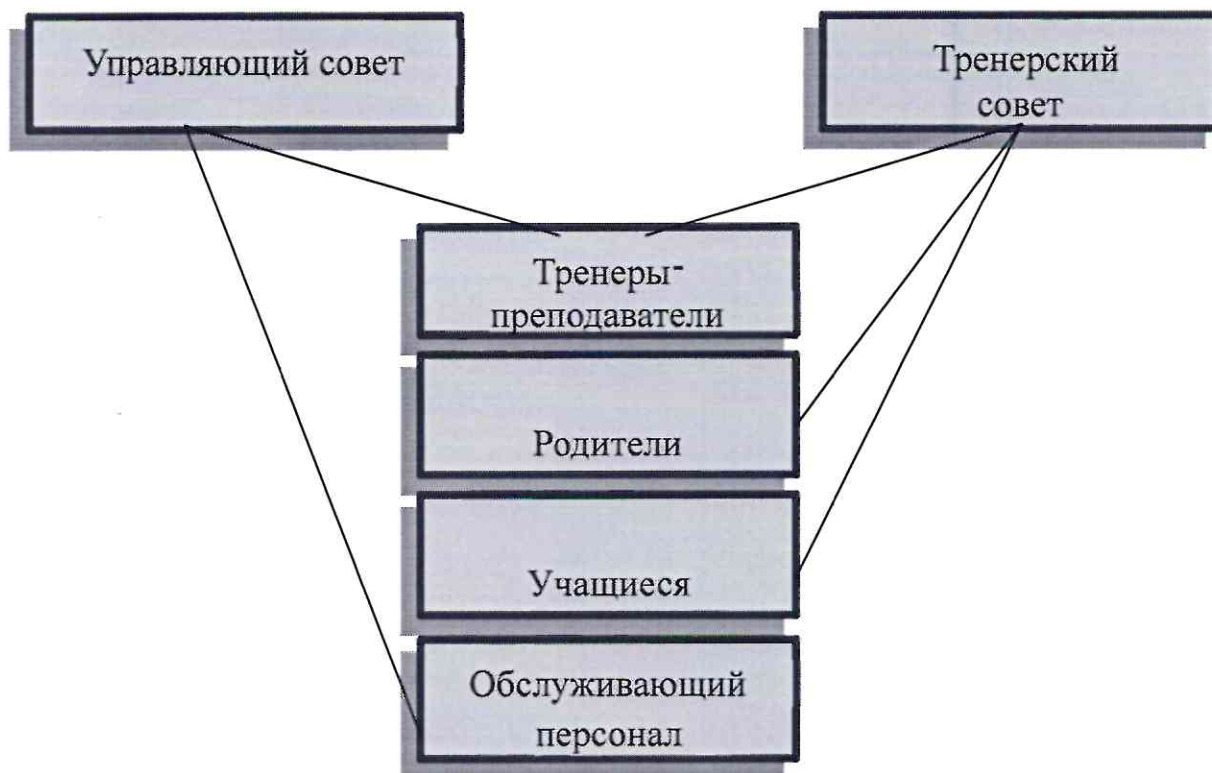 Управляющий совет
Тренерский
совет
Тренеры-
преподаватели
Родители
Учащиеся
Обслуживающий
персонал